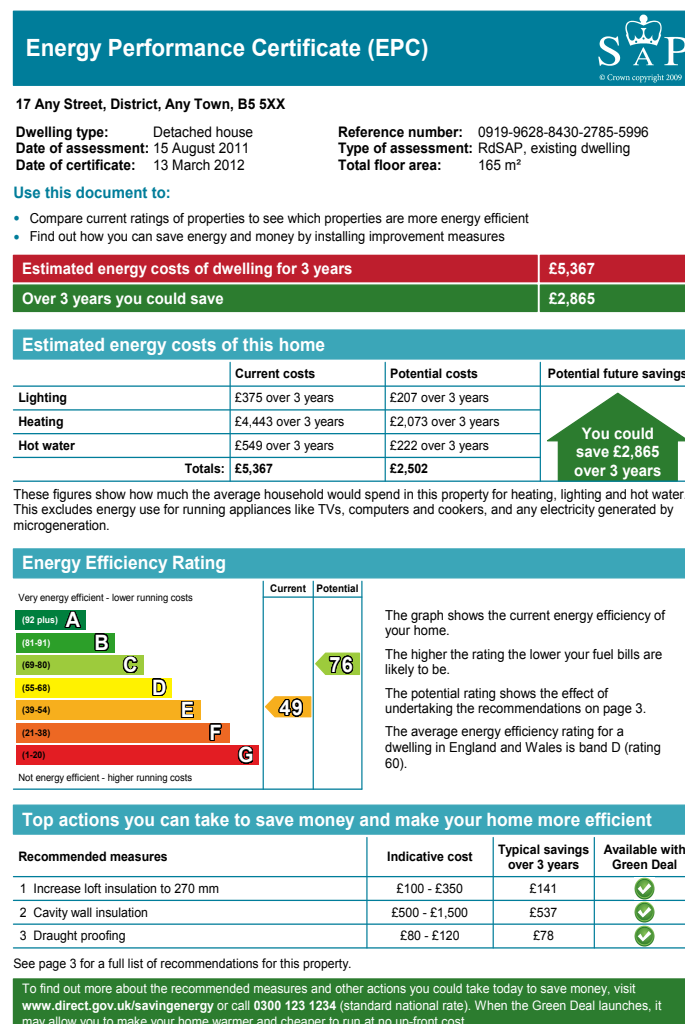 Energy Performance Certificate (EPC)
SAP
© Crown copyright 2009
17 Any Street, District, Any Town, B5 5XX
Dwelling type: Detached house
Date of assessment: 15 August 2011
Date of certificate: 13 March 2012
Reference number: 0919-9628-8430-2785-5996
Type of assessment: RdSAP, existing dwelling
Total floor area: 165 m²
Use this document to:
• Compare current ratings of properties to see which properties are more energy efficient
• Find out how you can save energy and money by installing improvement measures
Estimated energy costs of dwelling for 3 years £5,367
Over 3 years you could save £2,865
Estimated energy costs of this home
Current costs Potential costs Potential future savings
Lighting £375 over 3 years £207 over 3 years
Heating £4,443 over 3 years £2,073 over 3 years
Hot water £549 over 3 years £222 over 3 years
Totals: £5,367 £2,502
You could
save £2,865
over 3 years
These figures show how much the average household would spend in this property for heating, lighting and hot water.
This excludes energy use for running appliances like TVs, computers and cookers, and any electricity generated by
microgeneration.
Energy Efficiency Rating
Current Potential
Very energy efficient - lower running costs
(92 plus) A
(81-91) B
(69-80) C
(55-68) D
(39-54) E
(21-38) F
(1-20) G
76
49
Not energy efficient - higher running costs
The graph shows the current energy efficiency of
your home.
The higher the rating the lower your fuel bills are
likely to be.
The potential rating shows the effect of
undertaking the recommendations on page 3.
The average energy efficiency rating for a
dwelling in England and Wales is band D (rating
60).
Top actions you can take to save money and make your home more efficient
Recommended measures Indicative cost Typical savings over 3 years Available with Green Deal
1 Increase loft insulation to 270 mm £100 - £350 £141
2 Cavity wall insulation £500 - £1,500 £537
3 Draught proofing £80 - £120 £78
See page 3 for a full list of recommendations for this property.
To find out more about the recommended measures and other actions you could take today to save money, visit
www.direct.gov.uk/savingenergy or call 0300 123 1234 (standard national rate). When the Green Deal launches, it
may allow you to make your home warmer and cheaper to run at no up-front cost